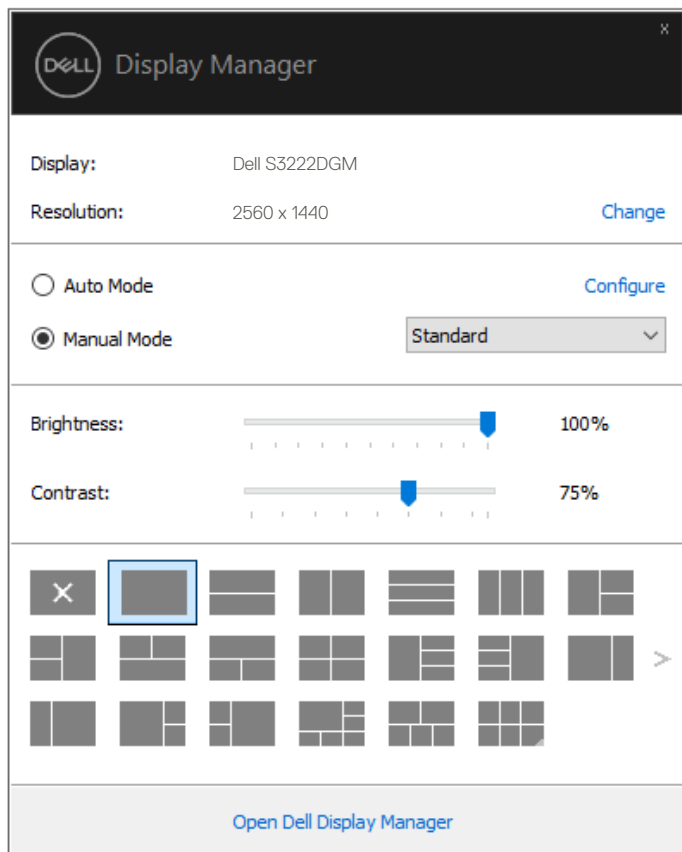 DELL Display Manager
x
Display: Dell S3222DGM
Resolution: 2560 x 1440 Change
Auto Mode Configure
Manual Mode Standard
Brightness: 100%
Contrast: 75%
Open Dell Display Manager